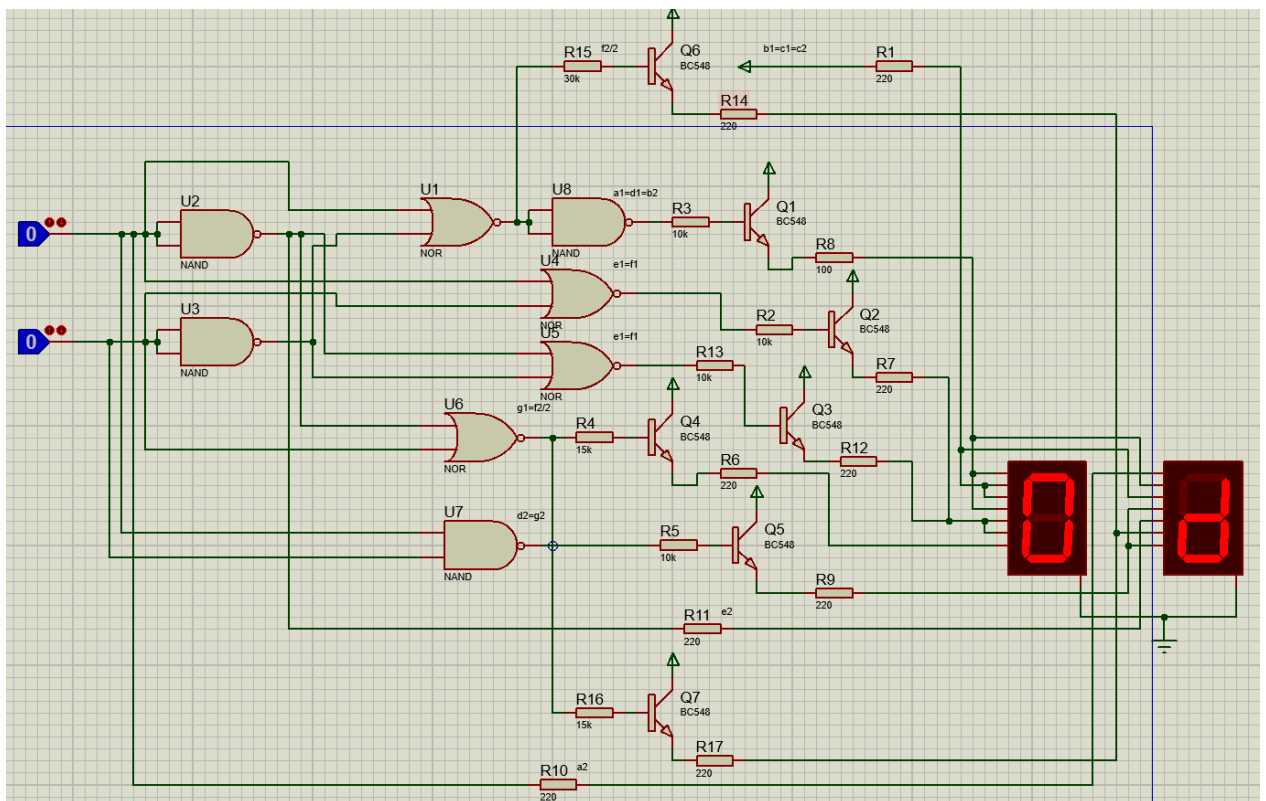 R15 f2/2
30k
Q6
BC548
b1=c1=c2
R1
220
R14
220
U2
NAND
U1
NOR
U8
NAND
a1=d1=b2
R3
10k
Q1
BC548
R8
100
0
U4
NOR
e1=f1
R2
10k
Q2
BC548
R7
220
U3
NAND
0
U5
NOR
e1=f1
R13
10k
Q3
BC548
R12
220
U6
NOR
g1=f2/2
R4
15k
Q4
BC548
R6
220
U7
NAND
d2=g2
R5
10k
Q5
BC548
R9
220
R11 e2
220
R16
15k
Q7
BC548
R17
220
R10 a2
220
0
d